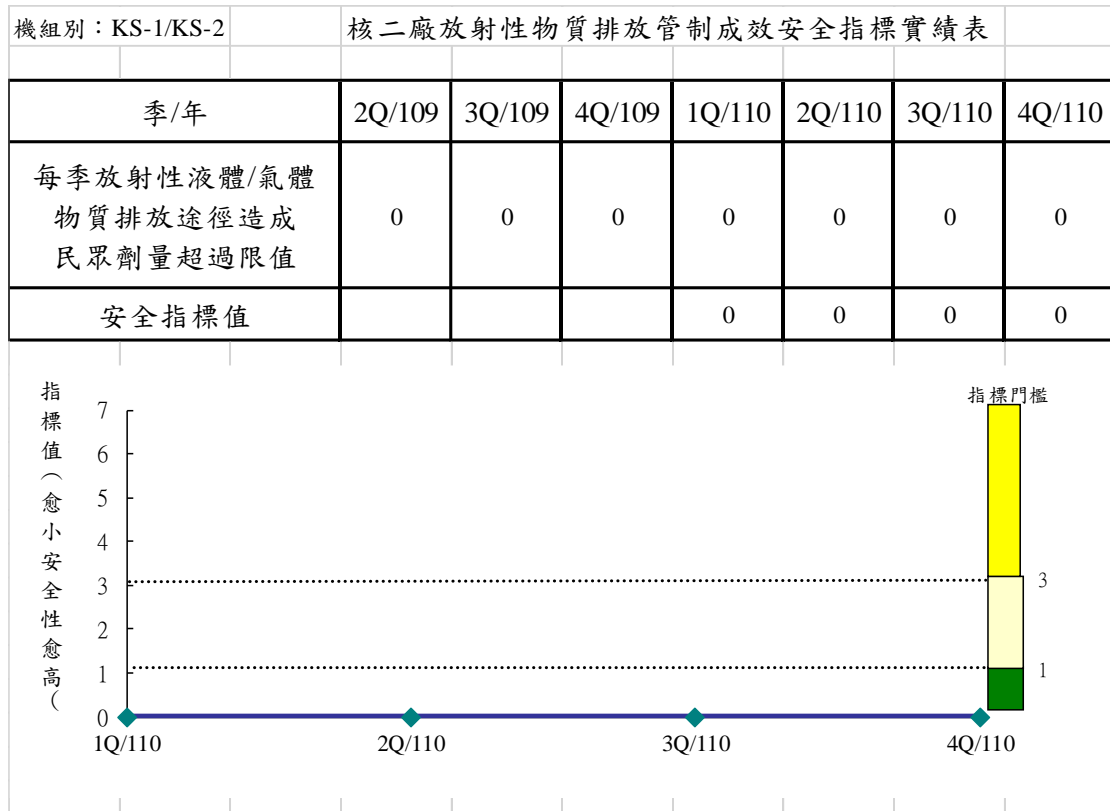 機組別：KS-1/KS-2 核二廠放射性物質排放管制成效安全指標實績表
季/年 2Q/109 3Q/109 4Q/109 1Q/110 2Q/110 3Q/110 4Q/110
每季放射性液體/氣體
物質排放途徑造成
民眾劑量超過限值
0 0 0 0 0 0 0
安全指標值 0 0 0 0
指標值（愈小安全性愈高（
指標門檻
7
6
5
4
3
2
1
0
3
1
1Q/110 2Q/110 3Q/110 4Q/110